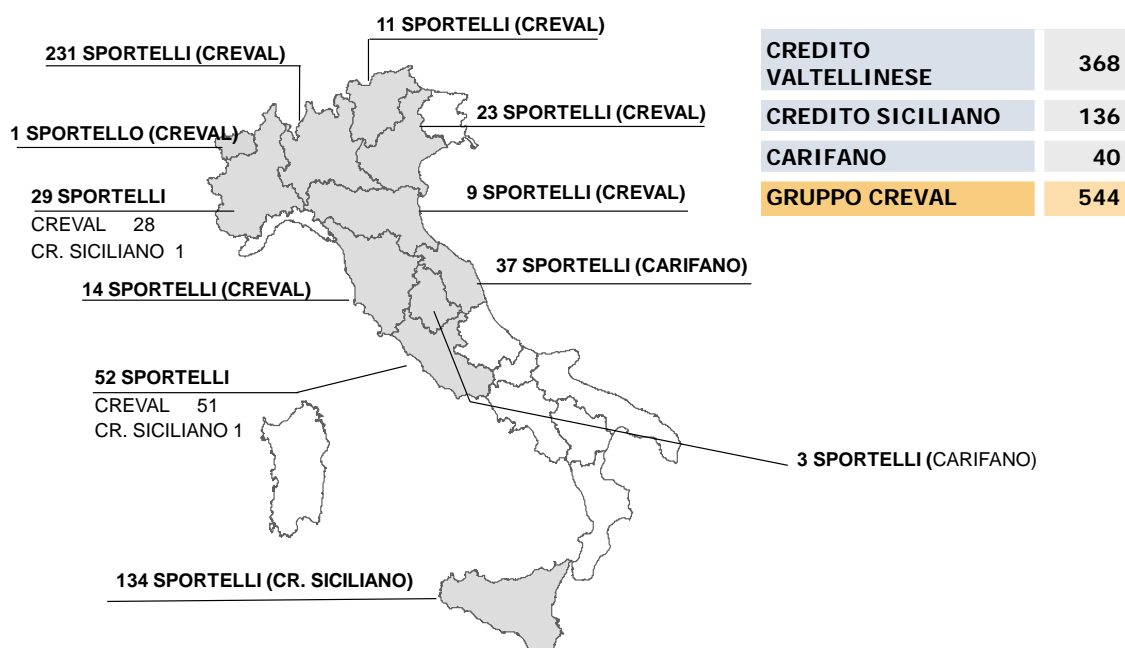 11 SPORTELLI (CREVAL)
231 SPORTELLI (CREVAL)
23 SPORTELLI (CREVAL)
1 SPORTELLO (CREVAL)
29 SPORTELLI
CREVAL 28
CR. SICILIANO 1
9 SPORTELLI (CREVAL)
37 SPORTELLI (CARIFANO)
14 SPORTELLI (CREVAL)
52 SPORTELLI
CREVAL 51
CR. SICILIANO 1
3 SPORTELLI (CARIFANO)
134 SPORTELLI (CR. SICILIANO)
CREDITO
VALTELLINESE 368
CREDITO SICILIANO 136
CARIFANO 40
GRUPPO CREVAL 544